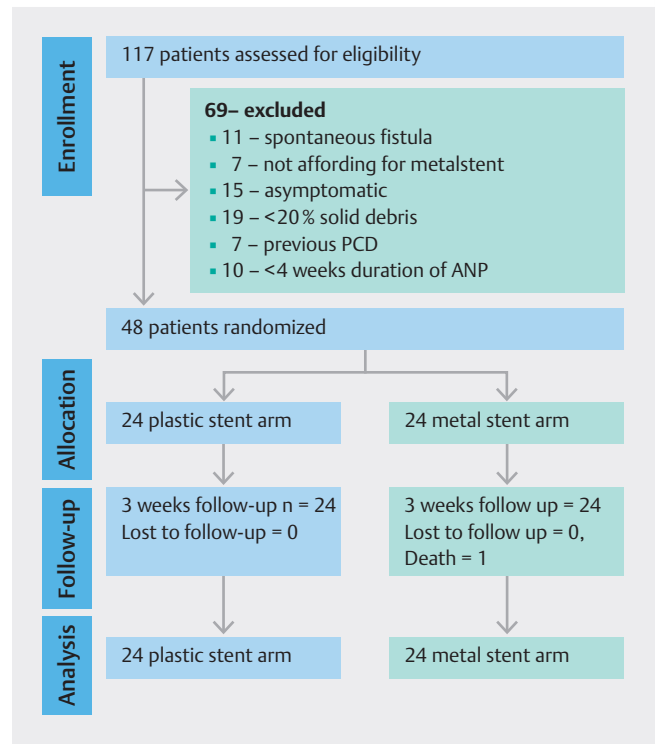 Enrollment
117 patients assessed for eligibility
69– excluded
▪ 11 – spontaneous fistula
▪ 7 – not affording for metalstent
▪ 15 – asymptomatic
▪ 19 – <20 % solid debris
▪ 7 – previous PCD
▪ 10 – <4 weeks duration of ANP
48 patients randomized
Allocation
24 plastic stent arm
24 metal stent arm
Follow-up
3 weeks follow-up n = 24
Lost to follow-up = 0
3 weeks follow up = 24
Lost to follow up = 0,
Death = 1
Analysis
24 plastic stent arm
24 metal stent arm